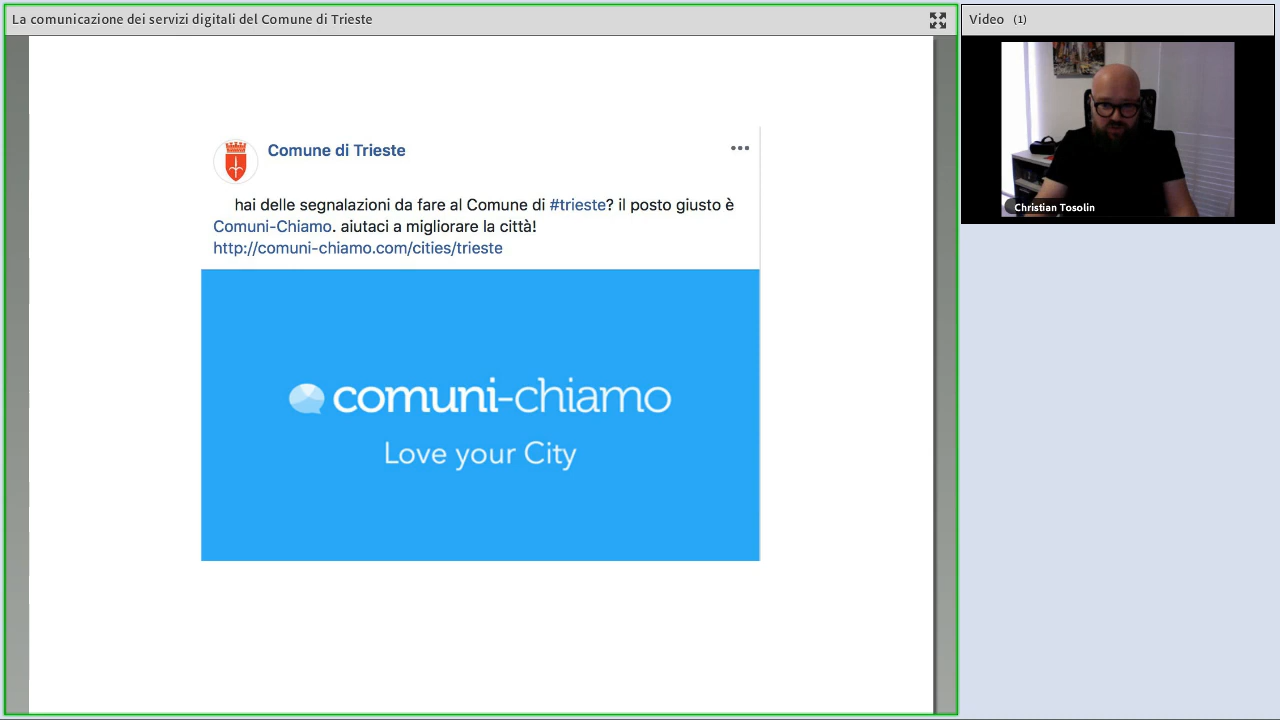 La comunicazione dei servizi digitali del Comune di Trieste
Video (1)
Christian Tosolin
Comune di Trieste
hai delle segnalazioni da fare al Comune di #trieste? il posto giusto è
Comuni-Chiamo. aiutaci a migliorare la città!
http://comuni-chiamo.com/cities/trieste
comuni-chiamo
Love your City